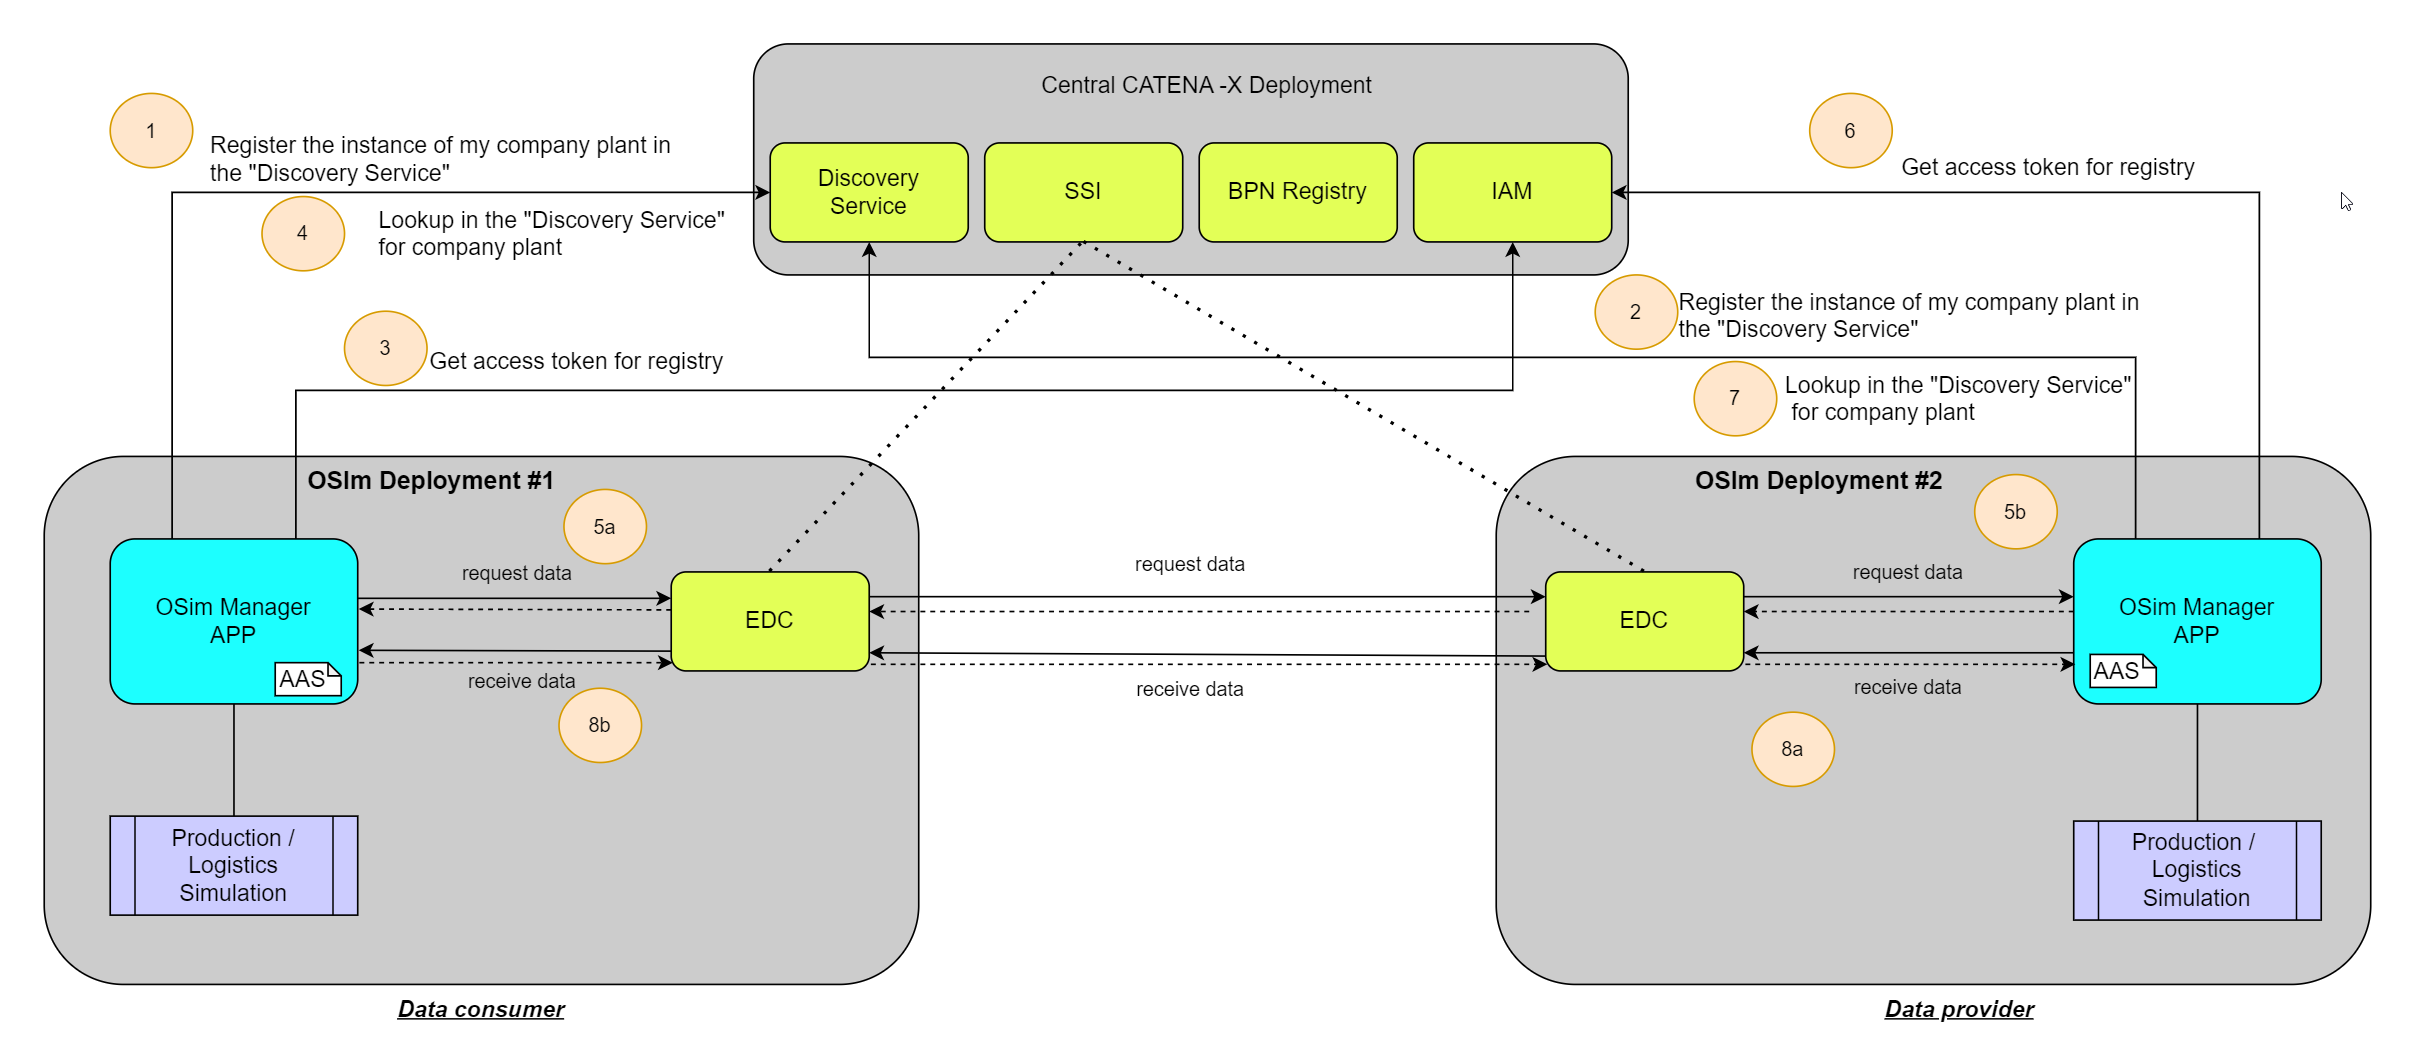 Central CATENA -X Deployment
1
6
Register the instance of my company plant in
the "Discovery Service"
Get access token for registry
Discovery
Service
SSI
BPN Registry
IAM
4
Lookup in the "Discovery Service"
for company plant
2
Register the instance of my company plant in
the "Discovery Service"
3
Get access token for registry
7
Lookup in the "Discovery Service"
for company plant
OSIm Deployment #1
OSIm Deployment #2
5a
5b
request data
request data
request data
OSim Manager
APP
AAS
EDC
EDC
OSim Manager
APP
AAS
receive data
receive data
receive data
8b
8a
Production /
Logistics
Simulation
Production /
Logistics
Simulation
Data consumer
Data provider